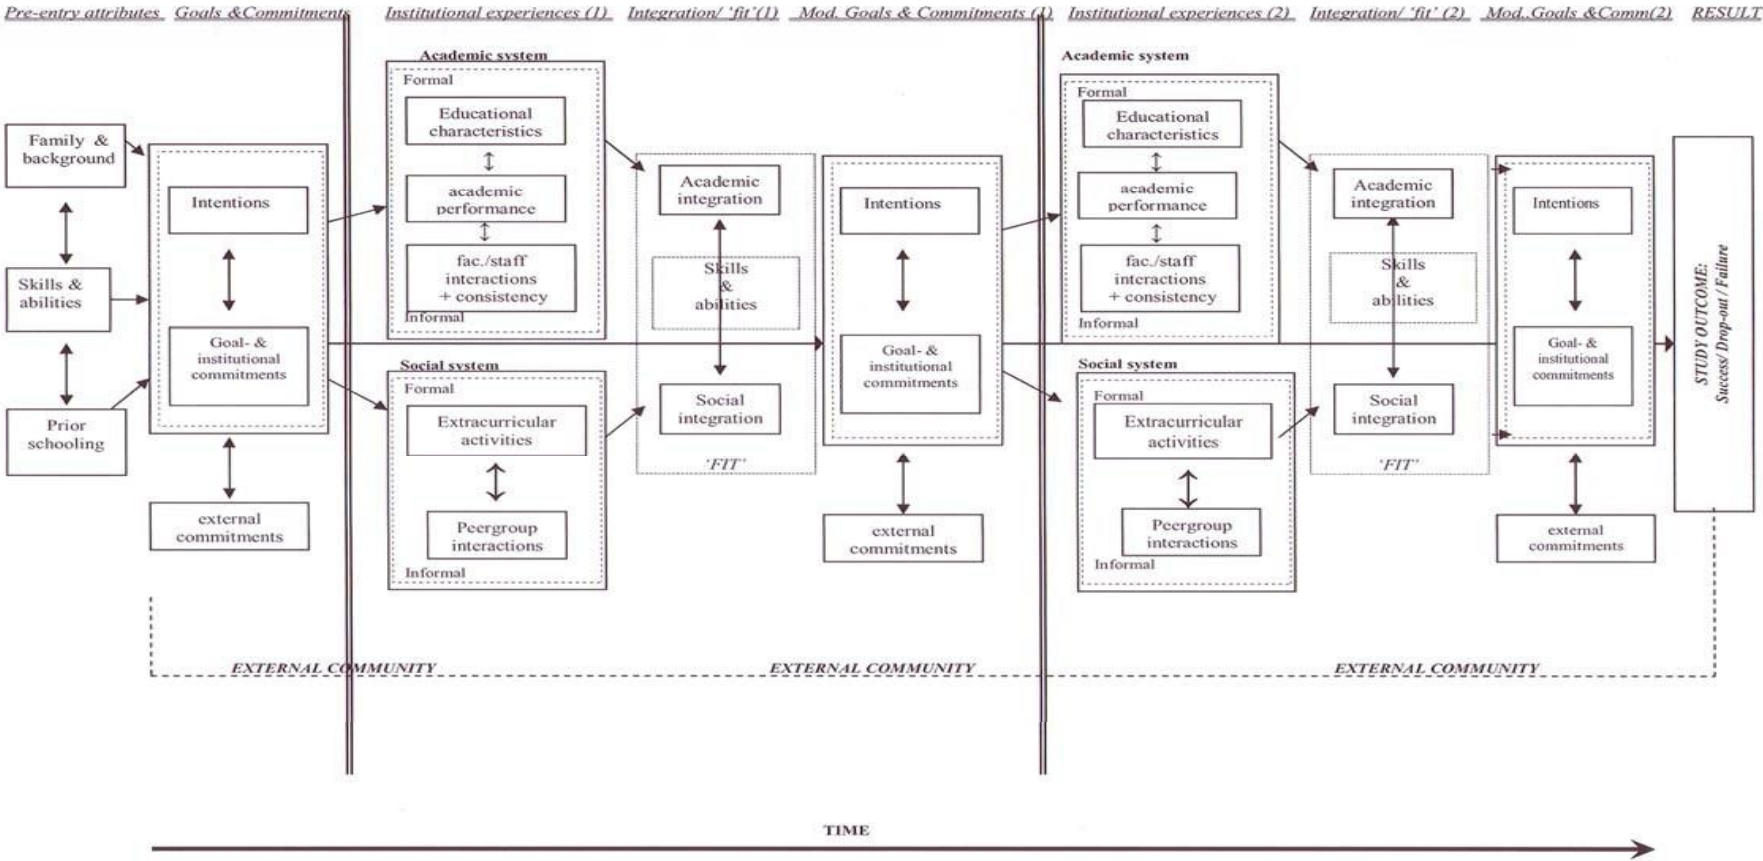 Pre-entry attributes
Goals &Commitments
Institutional experiences (1)
Integration/ ‘fit’(1)
Mod. Goals & Commitments (1)
Institutional experiences (2)
Integration/ ‘fit’ (2)
Mod..Goals &Comm(2)
RESULT
Family &
background
Skills &
abilities
Prior
schooling
Intentions
Goal- &
institutional
commitments
external
commitments
Academic system
Formal
Educational
characteristics
academic
performance
fac./staff
interactions
+ consistency
Informal
Social system
Formal
Extracurricular
activities
Peergroup
interactions
Informal
Academic
integration
Skills
&
abilities
Social
integration
‘FIT’
Intentions
Goal- &
institutional
commitments
external
commitments
Academic system
Formal
Educational
characteristics
academic
performance
fac./staff
interactions
+ consistency
Informal
Social system
Formal
Extracurricular
activities
Peergroup
interactions
Informal
Academic
integration
Skills
&
abilities
Social
integration
‘FIT’
Intentions
Goal- &
institutional
commitments
external
commitments
STUDY OUTCOME:
Success/ Drop-out / Failure
EXTERNAL COMMUNITY
EXTERNAL COMMUNITY
EXTERNAL COMMUNITY
TIME